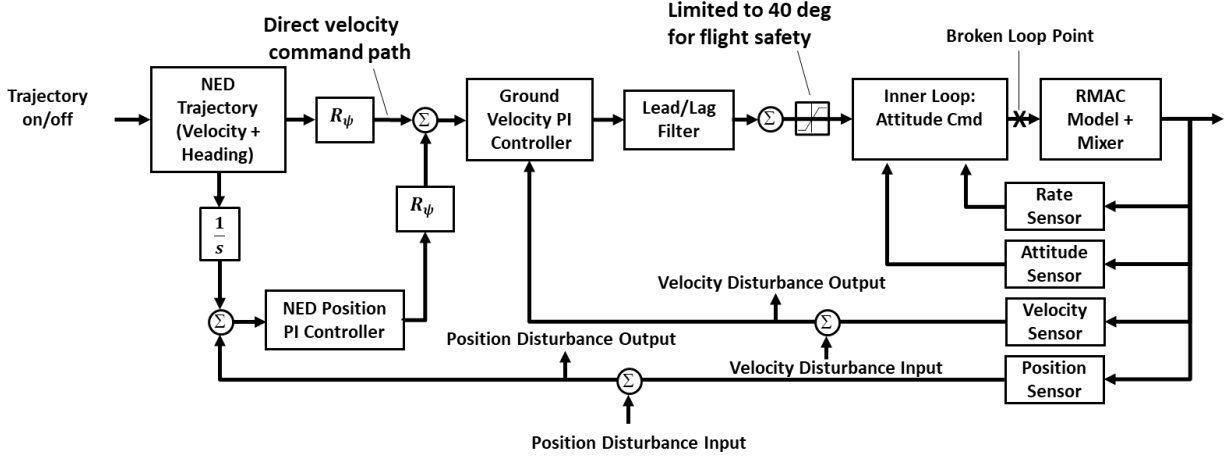 Direct velocity
command path
Limited to 40 deg
for flight safety
Broken Loop Point
Trajectory
on/off
NED
Trajectory
(Velocity +
Heading)
R_ψ
Σ
Ground
Velocity PI
Controller
Lead/Lag
Filter
Σ
Inner Loop:
Attitude Cmd
X
RMAC
Model +
Mixer
R_ψ
Rate
Sensor
1
s
Attitude
Sensor
Velocity Disturbance Output
Σ
NED Position
PI Controller
Σ
Velocity
Sensor
Position Disturbance Output
Velocity Disturbance Input
Σ
Position
Sensor
Position Disturbance Input